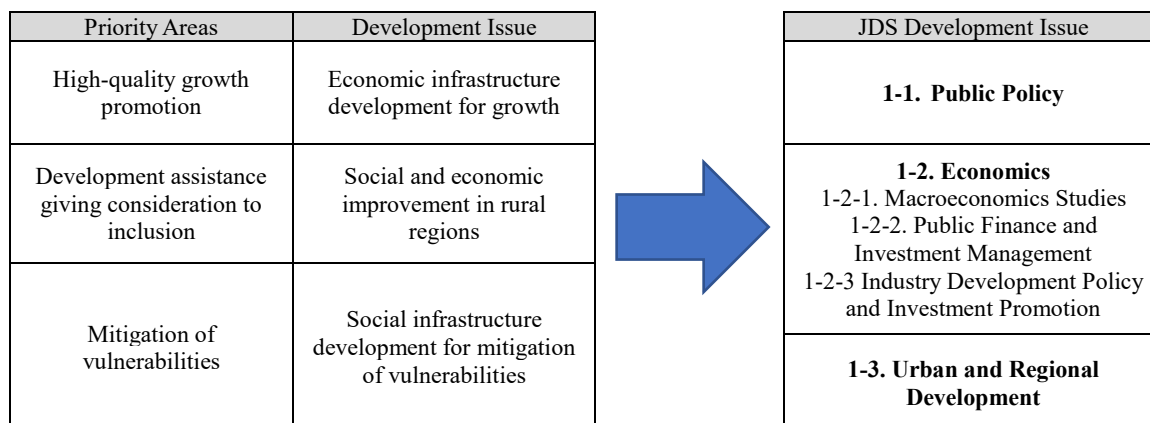 Priority Areas
Development Issue
High-quality growth
promotion
Economic infrastructure
development for growth
Development assistance
giving consideration to
inclusion
Social and economic
improvement in rural
regions
Mitigation of
vulnerabilities
Social infrastructure
development for mitigation
of vulnerabilities
JDS Development Issue
1-1. Public Policy
1-2. Economics
1-2-1. Macroeconomics Studies
1-2-2. Public Finance and
Investment Management
1-2-3 Industry Development Policy
and Investment Promotion
1-3. Urban and Regional
Development